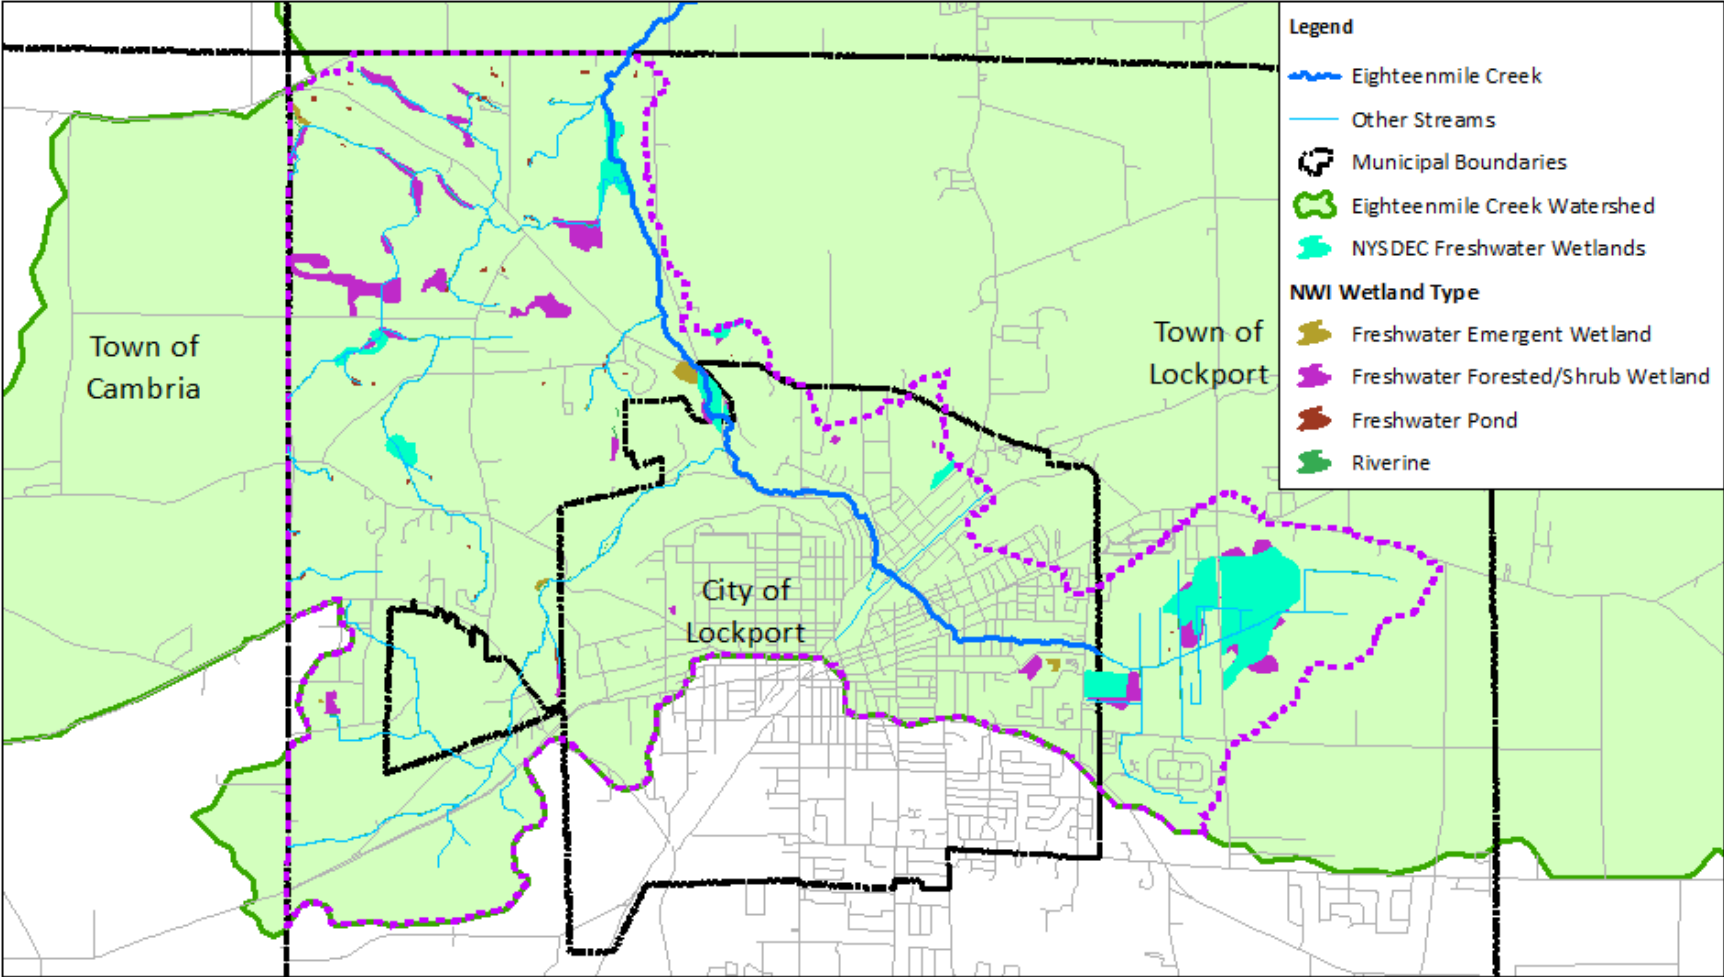 Legend
Eighteenmile Creek
Other Streams
Municipal Boundaries
Eighteenmile Creek Watershed
NYSDEC Freshwater Wetlands
NWI Wetland Type
Freshwater Emergent Wetland
Freshwater Forested/Shrub Wetland
Freshwater Pond
Riverine
Town of
Cambria
Town of
Lockport
City of
Lockport